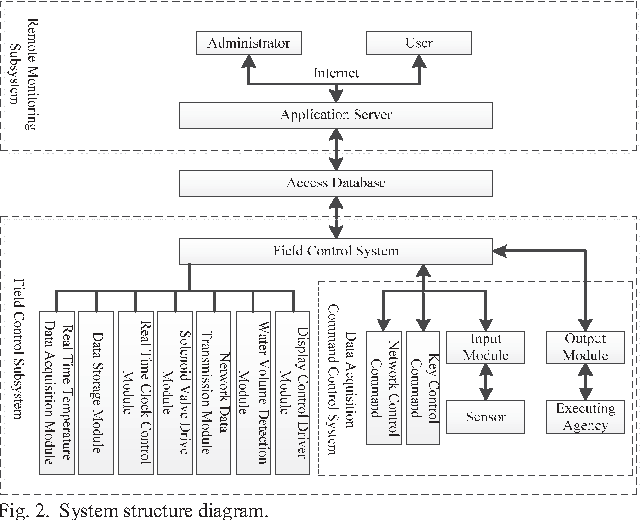 Remote Monitoring
Subsystem
Administrator
User
Internet
Application Server
Access Database
Field Control System
Field Control Subsystem
Real Time Temperature
Data Acquisition Module
Data Storage Module
Real Time Clock Control
Module
Solenoid Valve Drive
Module
Network Data
Transmission Module
Water Volume Detection
Module
Display Control Driver
Module
Data Acquisition
Command Control System
Network Control
Command
Key Control
Command
Input
Module
Sensor
Output
Module
Executing
Agency
Fig. 2. System structure diagram.